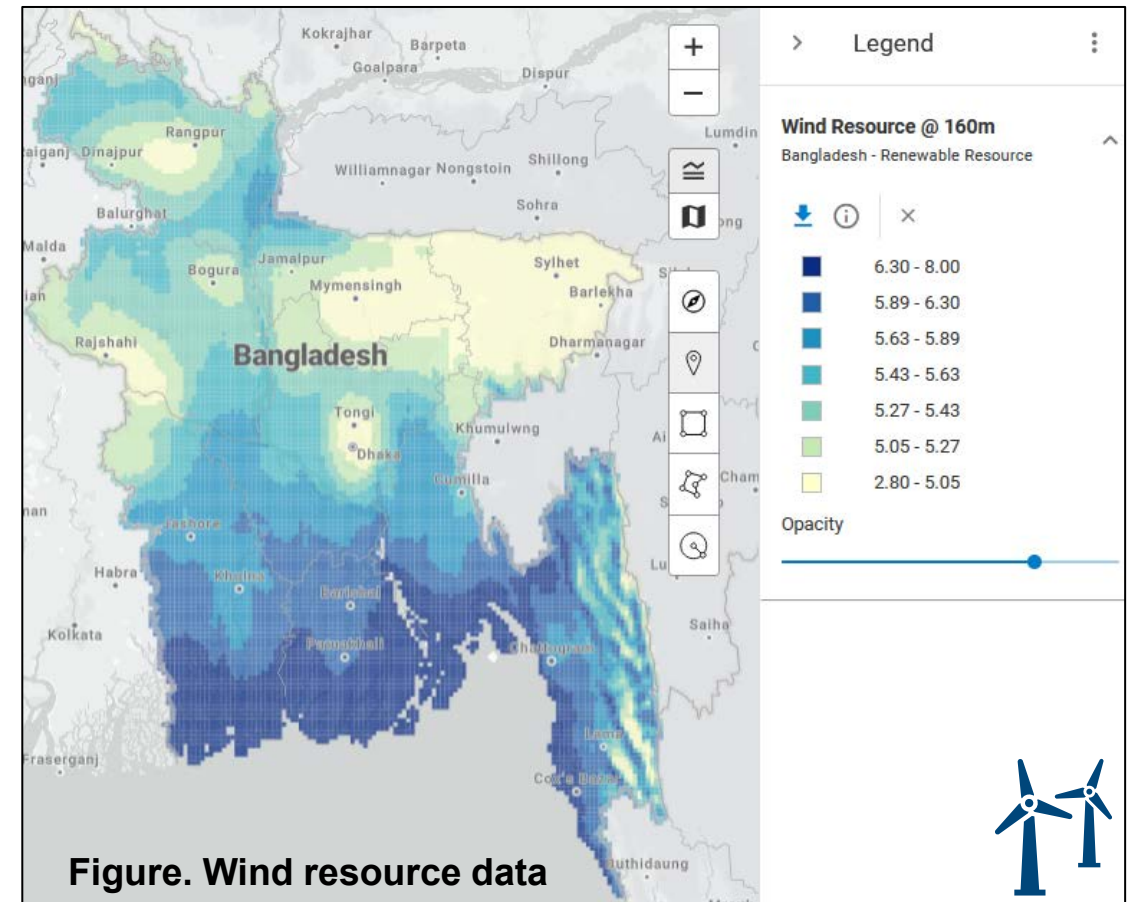 Kokrajhar
Barpeta
Goalpara
Dispur
Rangpur
Dinajpur
Lumdin
Williamnagar Nongstoin
Shillong
Balurghat
Sohra
Malda
Jamalpur
Bogura
Mymensingh
Sylhet
Barlekha
Rajshahi
Bangladesh
Dharmanagar
Tongi
Dhaka
Khumulwng
Cumilla
Cham
Jashore
Habra
Khulna
Barishal
Kolkata
Patuakhali
Chattogram
Saiha
Lama
Fraserganj
Cox's Bazar
Buthidaung
Figure. Wind resource data
+
−
> Legend
Wind Resource @ 160m
Bangladesh - Renewable Resource
6.30 - 8.00
5.89 - 6.30
5.63 - 5.89
5.43 - 5.63
5.27 - 5.43
5.05 - 5.27
2.80 - 5.05
Opacity